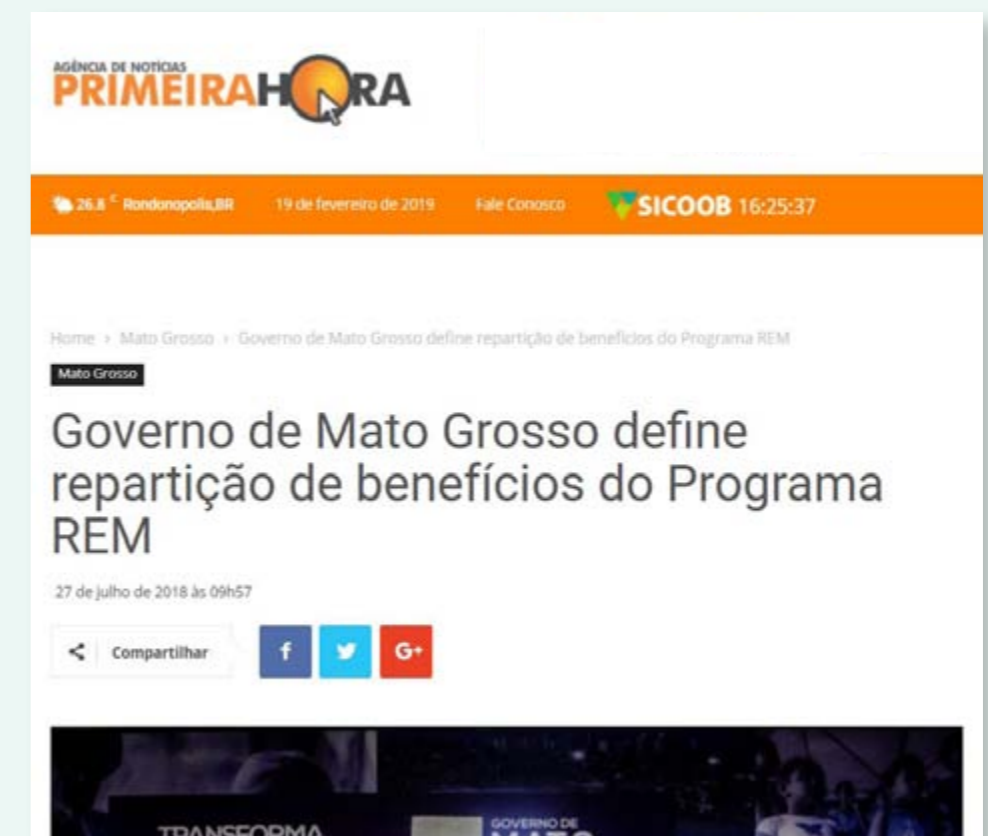 AGÊNCIA DE NOTÍCIAS
PRIMEIRAHORA
26.8 C Rondonopolis,BR 19 de fevereiro de 2019 Fale Conosco SICOOB 16:25:37
Home › Mato Grosso › Governo de Mato Grosso define repartição de benefícios do Programa REM
Mato Grosso
Governo de Mato Grosso define
repartição de benefícios do Programa
REM
27 de julho de 2018 às 09h57
Compartilhar f G+
TRANSFORMA GOVERNO DE
MATO